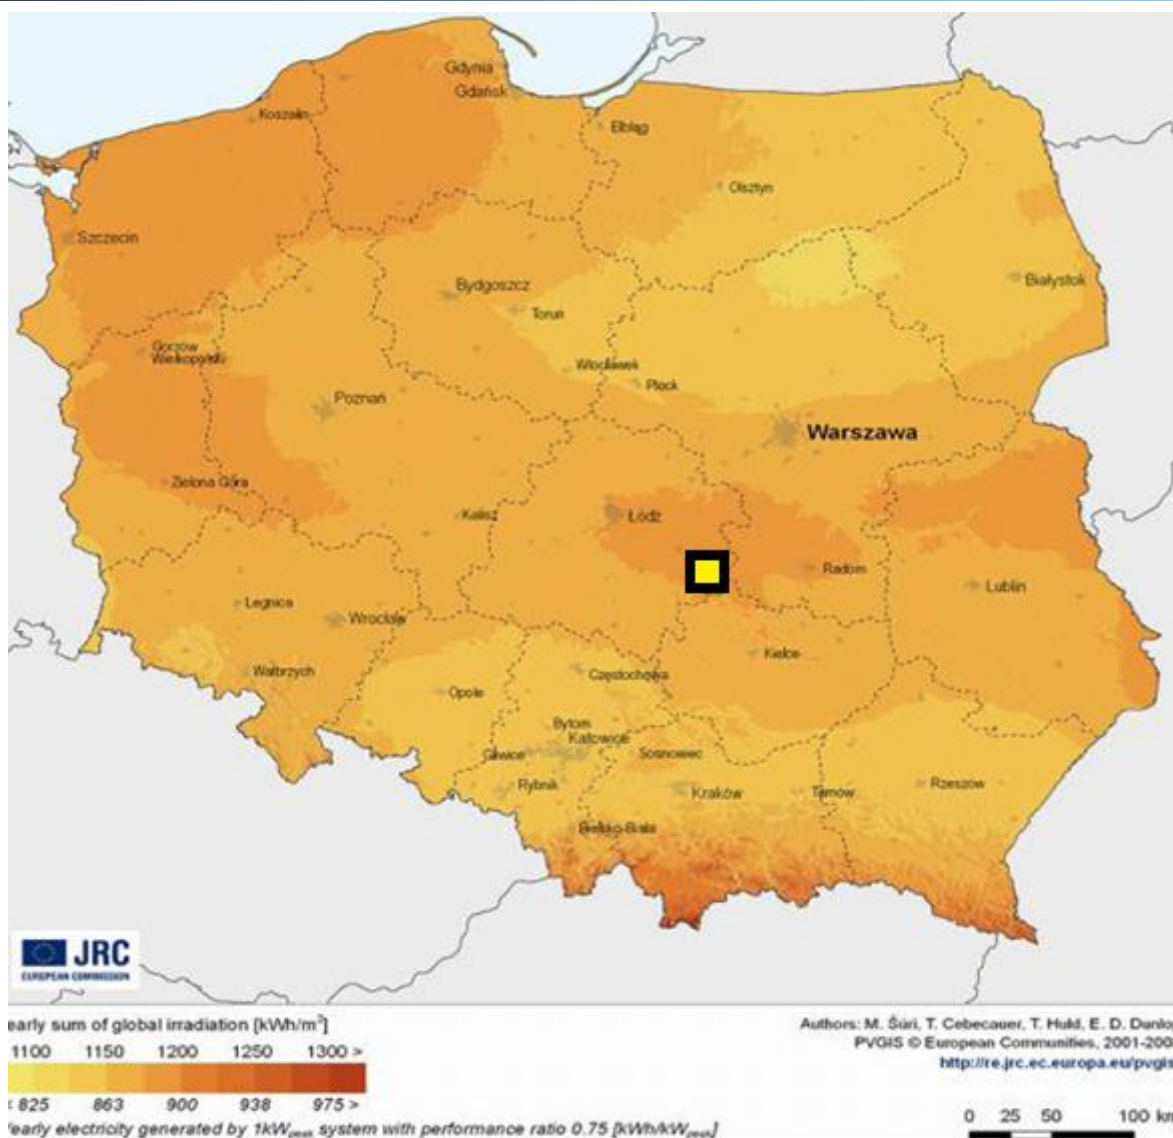 Gdynia
Gdańsk
Koszalin
Elbląg
Olsztyn
Szczecin
Białystok
Bydgoszcz
Toruń
Gorzów
Wielkopolski
Włocławek
Płock
Poznań
Warszawa
Zielona Góra
Kalisz
Łódź
Radom
Lublin
Legnica
Wrocław
Kielce
Wałbrzych
Częstochowa
Opole
Bytom
Katowice
Gliwice
Sosnowiec
Rybnik
Kraków
Tarnów
Rzeszów
Bielsko-Biała
JRC
EUROPEAN COMMISSION
early sum of global irradiation [kWh/m²]
1100 1150 1200 1250 1300 >
< 825 863 900 938 975 >
Yearly electricity generated by 1kWpeak system with performance ratio 0.75 [kWh/kWpeak]
Authors: M. Šúri, T. Cebecauer, T. Huld, E. D. Dunlo
PVGIS © European Communities, 2001-200
http://re.jrc.ec.europa.eu/pvgis
0 25 50 100 km